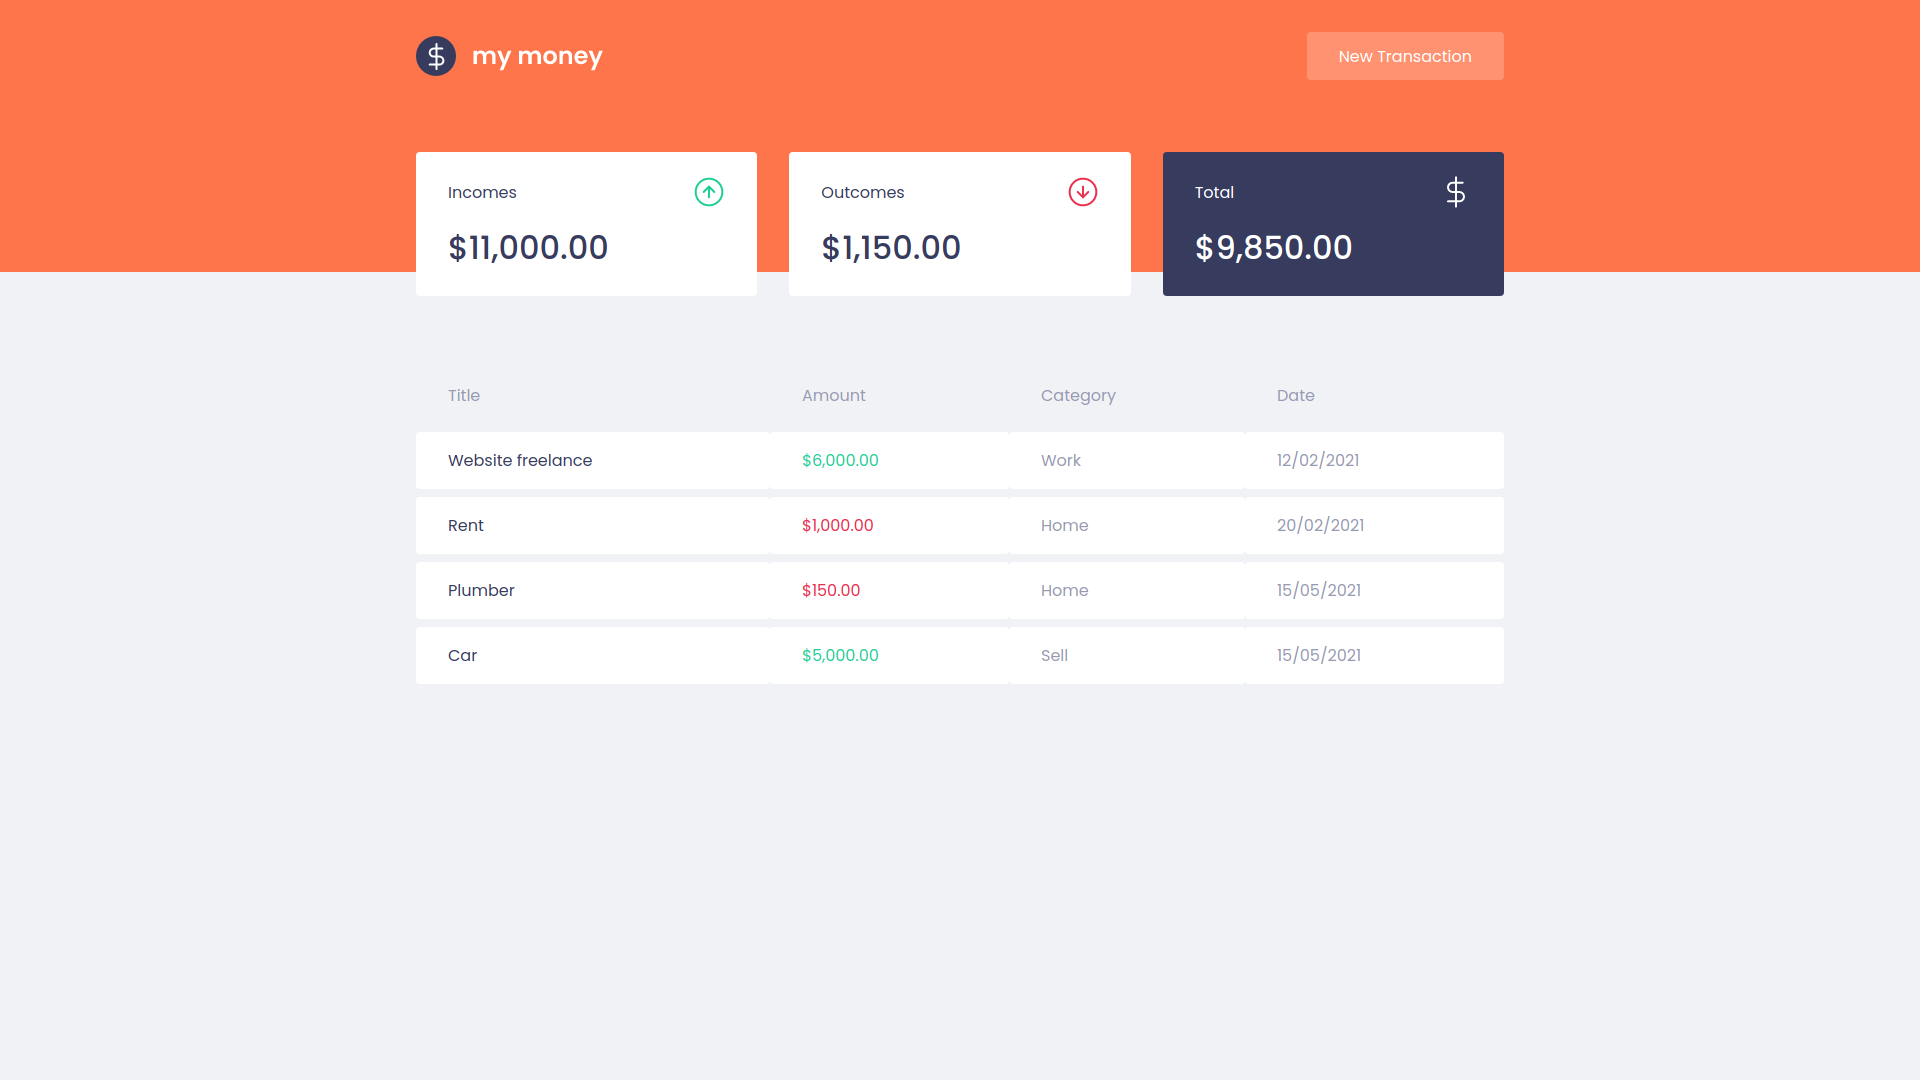 my money
New Transaction
Incomes
$11,000.00
Outcomes
$1,150.00
Total
$9,850.00
Title Amount Category Date
Website freelance $6,000.00 Work 12/02/2021
Rent $1,000.00 Home 20/02/2021
Plumber $150.00 Home 15/05/2021
Car $5,000.00 Sell 15/05/2021